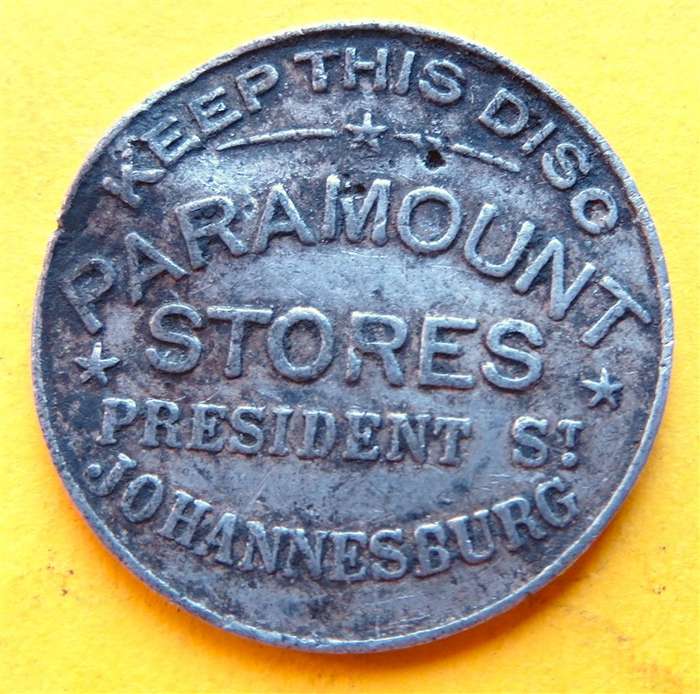 KEEP THIS DISC
PARAMOUNT
STORES
PRESIDENT ST
JOHANNESBURG